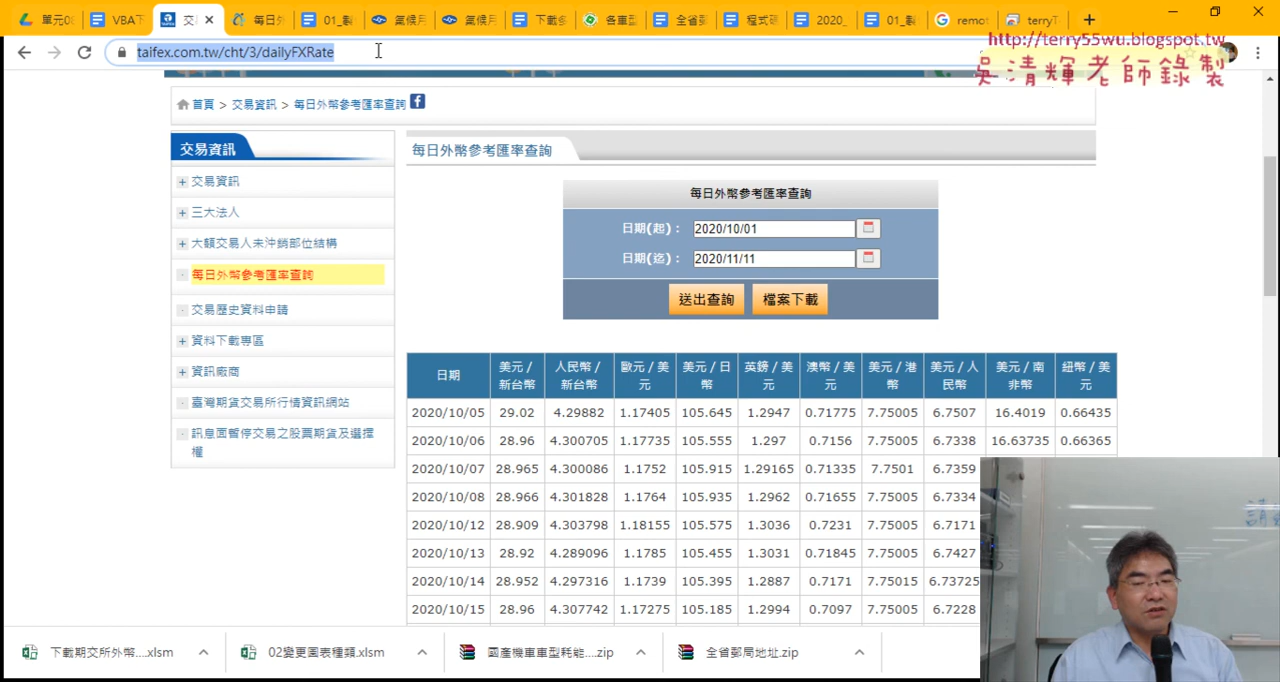 單元0
VBA下
交
每日外
01_製
氣候月
氣候月
下載多
各車型
全省郵
程式碼
2020_
01_製
remot
terryT
taifex.com.tw/cht/3/dailyFXRate
http://terry55wu.blogspot.tw
吳清輝老師錄製
首頁 > 交易資訊 > 每日外幣參考匯率查詢
交易資訊
交易資訊
三大法人
大額交易人未沖銷部位結構
每日外幣參考匯率查詢
交易歷史資料申請
資料下載專區
資訊廠商
臺灣期貨交易所行情資訊網站
訊息面暫停交易之股票期貨及選擇
權
每日外幣參考匯率查詢
每日外幣參考匯率查詢
日期(起)： 2020/10/01
日期(迄)： 2020/11/11
送出查詢 檔案下載
日期 美元/新台幣 人民幣/新台幣 歐元/美元 美元/日幣 英鎊/美元 澳幣/美元 美元/港幣 美元/人民幣 美元/南非幣 紐幣/美元
2020/10/05 29.02 4.29882 1.17405 105.645 1.2947 0.71775 7.75005 6.7507 16.4019 0.66435
2020/10/06 28.96 4.300705 1.17735 105.555 1.297 0.7156 7.75005 6.7338 16.63735 0.66365
2020/10/07 28.965 4.300086 1.1752 105.915 1.29165 0.71335 7.7501 6.7359
2020/10/08 28.966 4.301828 1.1764 105.935 1.2962 0.71655 7.75005 6.7334
2020/10/12 28.909 4.303798 1.18155 105.575 1.3036 0.7231 7.75005 6.7171
2020/10/13 28.92 4.289096 1.1785 105.455 1.3031 0.71845 7.75005 6.7427
2020/10/14 28.952 4.297316 1.1739 105.395 1.2887 0.7171 7.75015 6.73725
2020/10/15 28.96 4.307742 1.17275 105.185 1.2994 0.7097 7.75005 6.7228
下載期交所外幣....xlsm
02變更圖表種類.xlsm
國產機車車型耗能....zip
全省郵局地址.zip